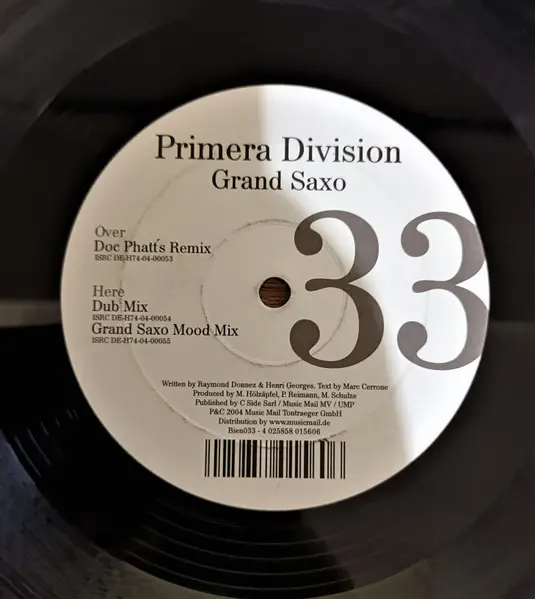 Primera Division
Grand Saxo
33
Over
Doc Phatt´s Remix
ISRC DE-H74-04-00053
Here
Dub Mix
ISRC DE-H74-04-00054
Grand Saxo Mood Mix
ISRC DE-H74-04-00055
Written by Raymond Donnez & Henri Georges. Text by Marc Cerrone
Produced by M. Hölzäpfel, P. Reimann, M. Schulze
Published by C Side Sarl / Music Mail MV / UMP
P&C 2004 Music Mail Tontraeger GmbH
Distribution by www.musicmail.de
Bien033 - 4 025858 015606